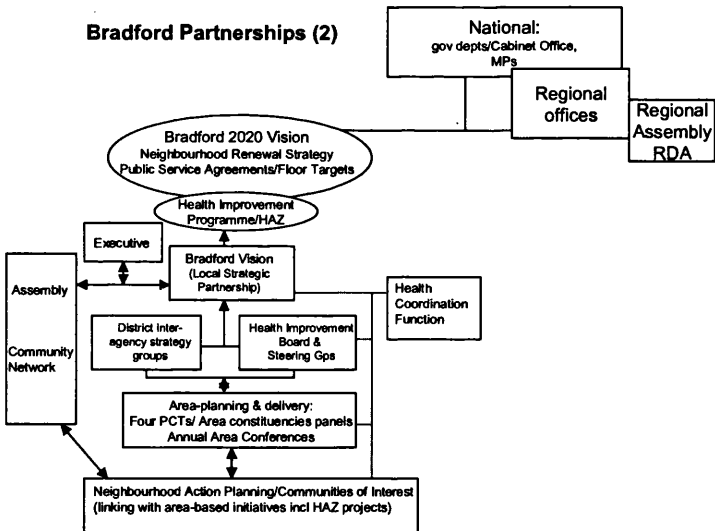 Bradford Partnerships (2)
National:
gov depts/Cabinet Office,
MPs
Regional
offices
Regional
Assembly
RDA
Bradford 2020 Vision
Neighbourhood Renewal Strategy
Public Service Agreements/Floor Targets
Health Improvement
Programme/HAZ
Executive
Bradford Vision
(Local Strategic
Partnership)
Assembly
Community
Network
Health
Coordination
Function
District inter-
agency strategy
groups
Health Improvement
Board &
Steering Gps
Area-planning & delivery:
Four PCTs/ Area constituencies panels
Annual Area Conferences
Neighbourhood Action Planning/Communities of Interest
(linking with area-based initiatives incl HAZ projects)